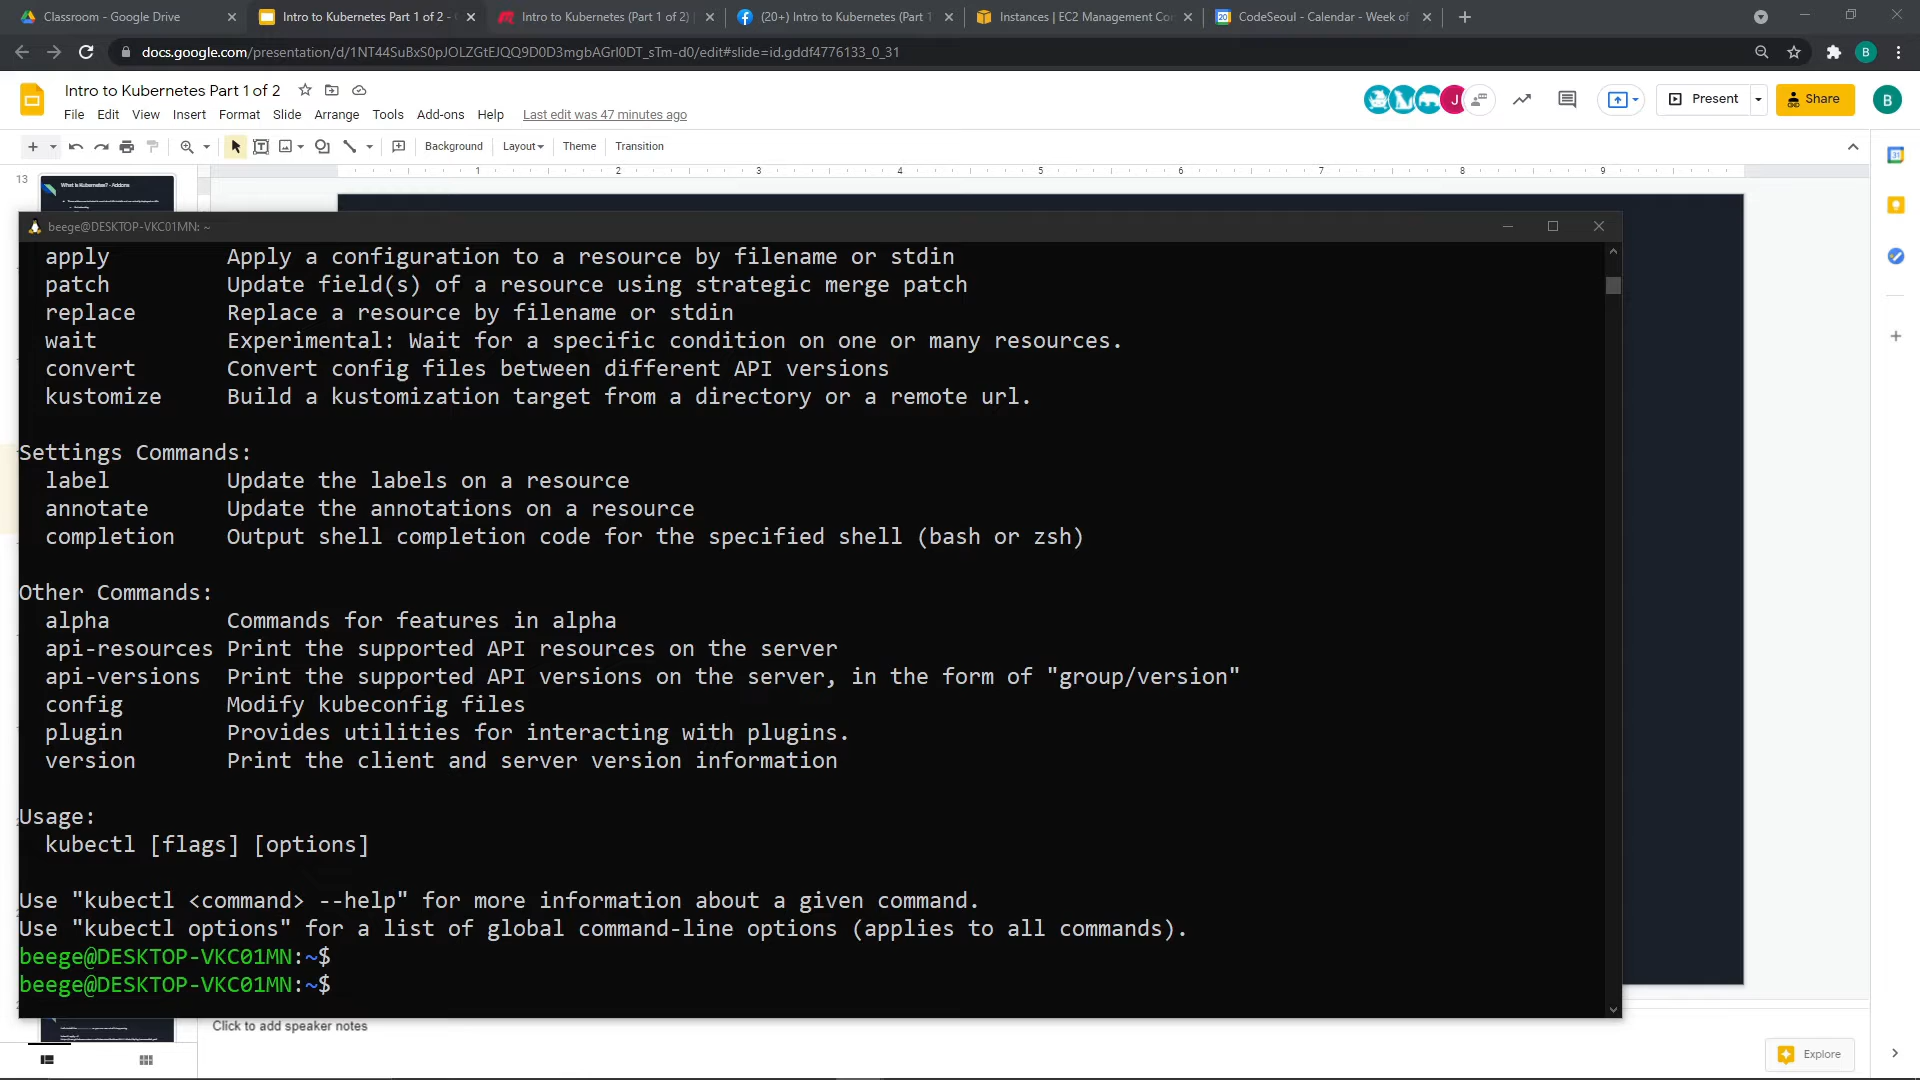 Classroom - Google Drive
Intro to Kubernetes Part 1 of 2 -
Intro to Kubernetes (Part 1 of 2)
(20+) Intro to Kubernetes (Part 1
Instances | EC2 Management Co
CodeSeoul - Calendar - Week of
docs.google.com/presentation/d/1NT44SuBxS0pJOLZGtEJQQ9D0D3mgbAGrI0DT_sTm-d0/edit#slide=id.gddf4776133_0_31
B
Intro to Kubernetes Part 1 of 2
File Edit View Insert Format Slide Arrange Tools Add-ons Help Last edit was 47 minutes ago
J
Present
Share
B
Background Layout Theme Transition
1 2 3 4 5 6 7 8 9
13
What is Kubernetes? - Addons
beege@DESKTOP-VKC01MN: ~
apply Apply a configuration to a resource by filename or stdin
patch Update field(s) of a resource using strategic merge patch
replace Replace a resource by filename or stdin
wait Experimental: Wait for a specific condition on one or many resources.
convert Convert config files between different API versions
kustomize Build a kustomization target from a directory or a remote url.
Settings Commands:
label Update the labels on a resource
annotate Update the annotations on a resource
completion Output shell completion code for the specified shell (bash or zsh)
Other Commands:
alpha Commands for features in alpha
api-resources Print the supported API resources on the server
api-versions Print the supported API versions on the server, in the form of "group/version"
config Modify kubeconfig files
plugin Provides utilities for interacting with plugins.
version Print the client and server version information
Usage:
kubectl [flags] [options]
Use "kubectl <command> --help" for more information about a given command.
Use "kubectl options" for a list of global command-line options (applies to all commands).
beege@DESKTOP-VKC01MN:~$
beege@DESKTOP-VKC01MN:~$
Click to add speaker notes
Explore